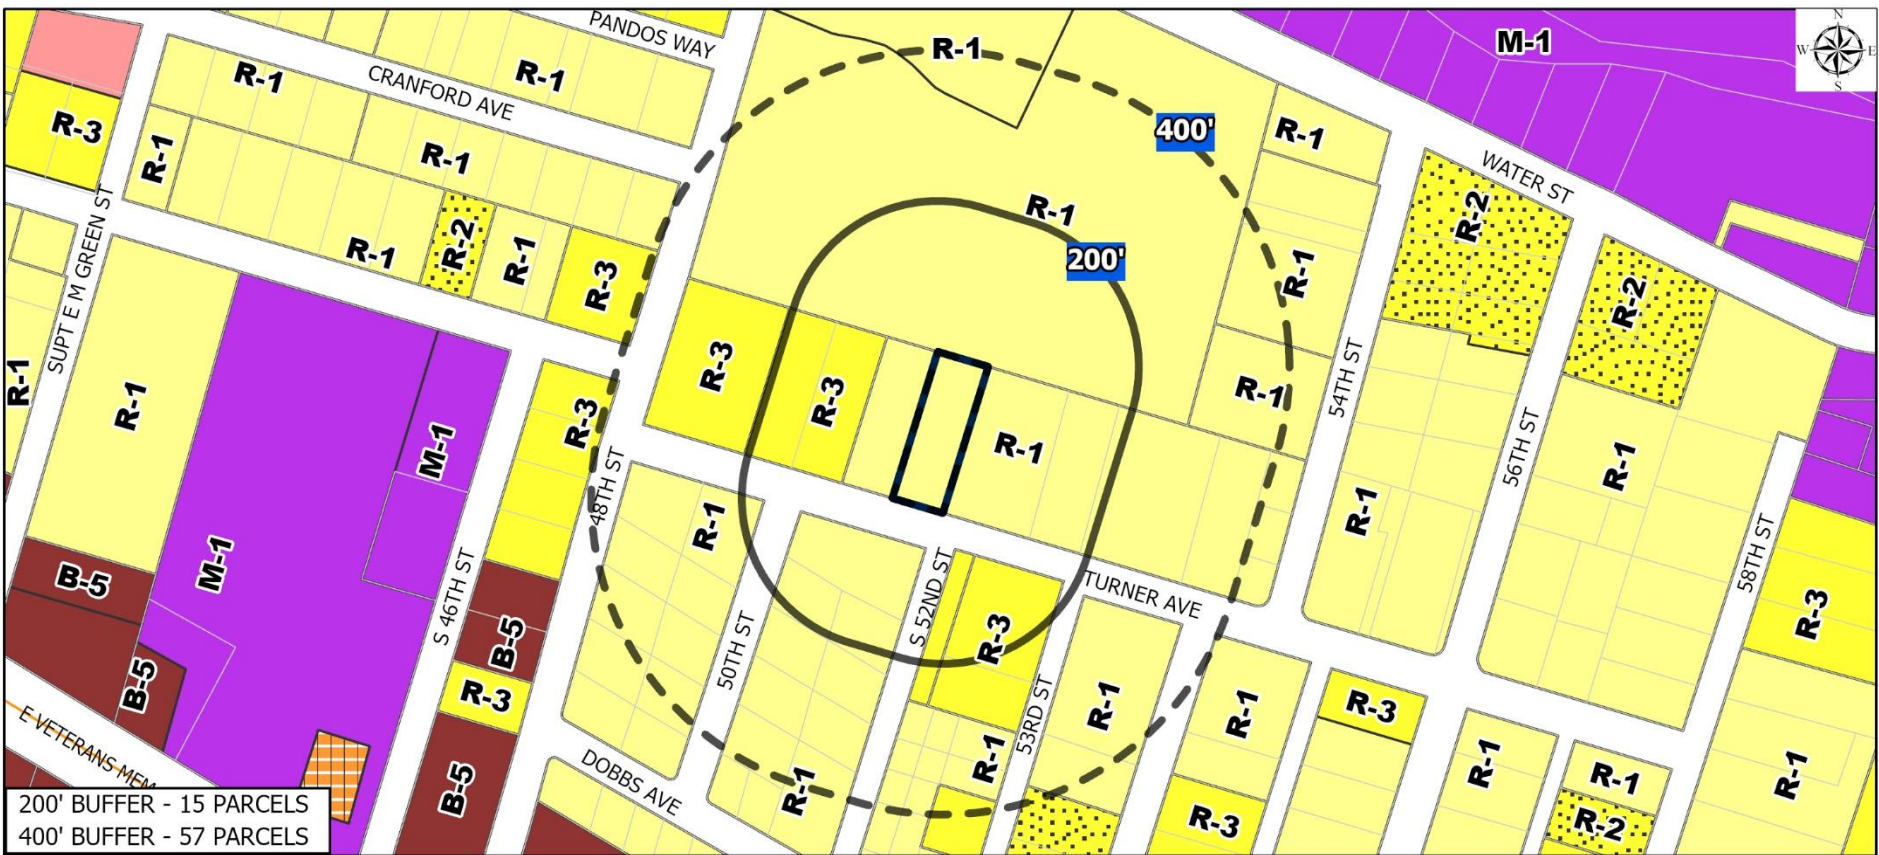 PANDOS WAY
R-1
M-1
N
W
E
S
R-1
CRANFORD AVE
R-1
R-3
R-1
R-1
400'
R-1
WATER ST
SUPT E M GREEN ST
R-1
R-2
R-1
R-3
R-1
200'
R-1
R-2
R-2
R-1
R-1
M-1
R-3
R-3
R-3
R-1
R-1
54TH ST
56TH ST
R-1
48TH ST
R-1
R-1
58TH ST
M-1
B-5
S 46TH ST
B-5
R-3
B-5
50TH ST
S 52ND ST
R-3
TURNER AVE
R-3
B-5
R-1
53RD ST
R-1
R-1
R-3
R-1
R-1
R-1
R-1
E VETERANS MEM
DOBBS AVE
R-1
R-3
R-2
200' BUFFER - 15 PARCELS
400' BUFFER - 57 PARCELS